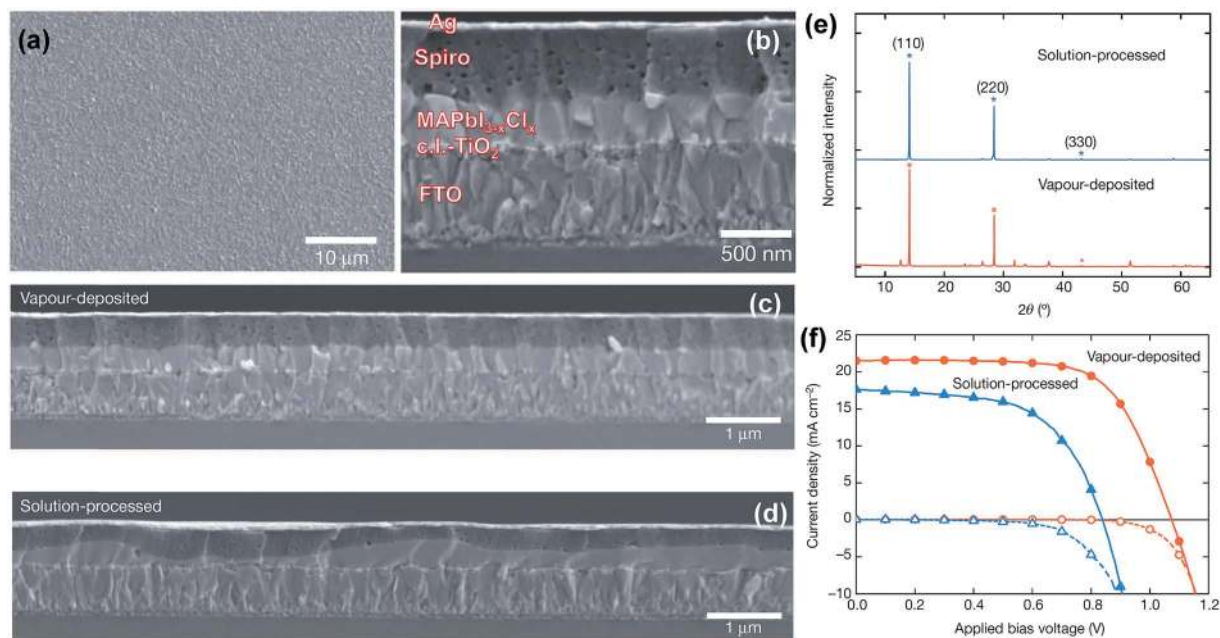 (a)
10 μm
(b)
Ag
Spiro
MAPbI3-xClx
c.l.-TiO2
FTO
500 nm
Vapour-deposited
(c)
1 μm
Solution-processed
(d)
1 μm
(e)
(110)
Solution-processed
(220)
(330)
Vapour-deposited
Normalized intensity
10 20 30 40 50 60
2θ (º)
(f)
25
20
15
10
5
0
−5
−10
Vapour-deposited
Solution-processed
Current density (mA cm⁻²)
0.0 0.2 0.4 0.6 0.8 1.0 1.2
Applied bias voltage (V)